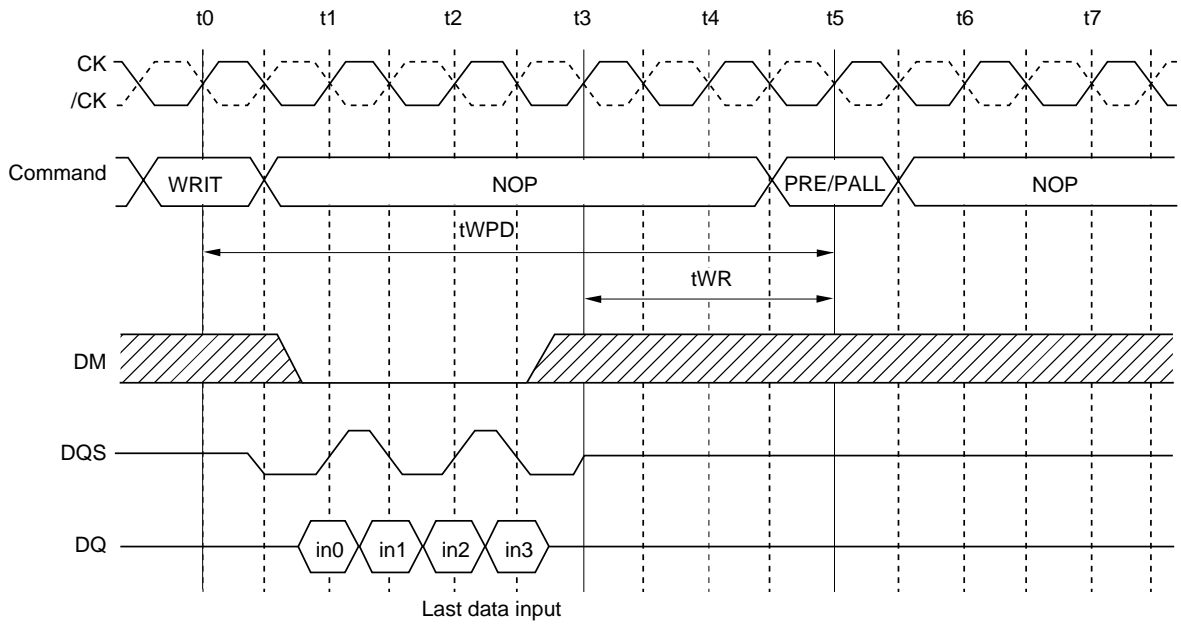 t0 t1 t2 t3 t4 t5 t6 t7
CK
/CK
Command WRIT NOP PRE/PALL NOP
tWPD
tWR
DM
DQS
DQ in0 in1 in2 in3
Last data input